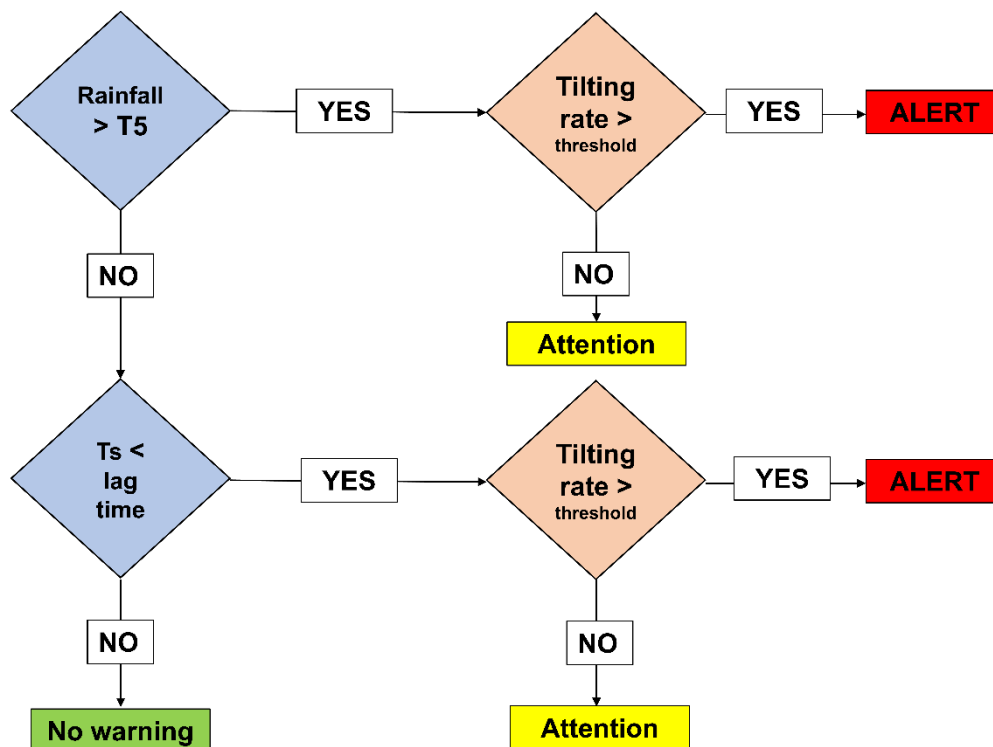 Rainfall
> T5
YES
Tilting
rate >
threshold
YES
ALERT
NO
NO
Attention
Ts <
lag
time
YES
Tilting
rate >
threshold
YES
ALERT
NO
NO
No warning
Attention